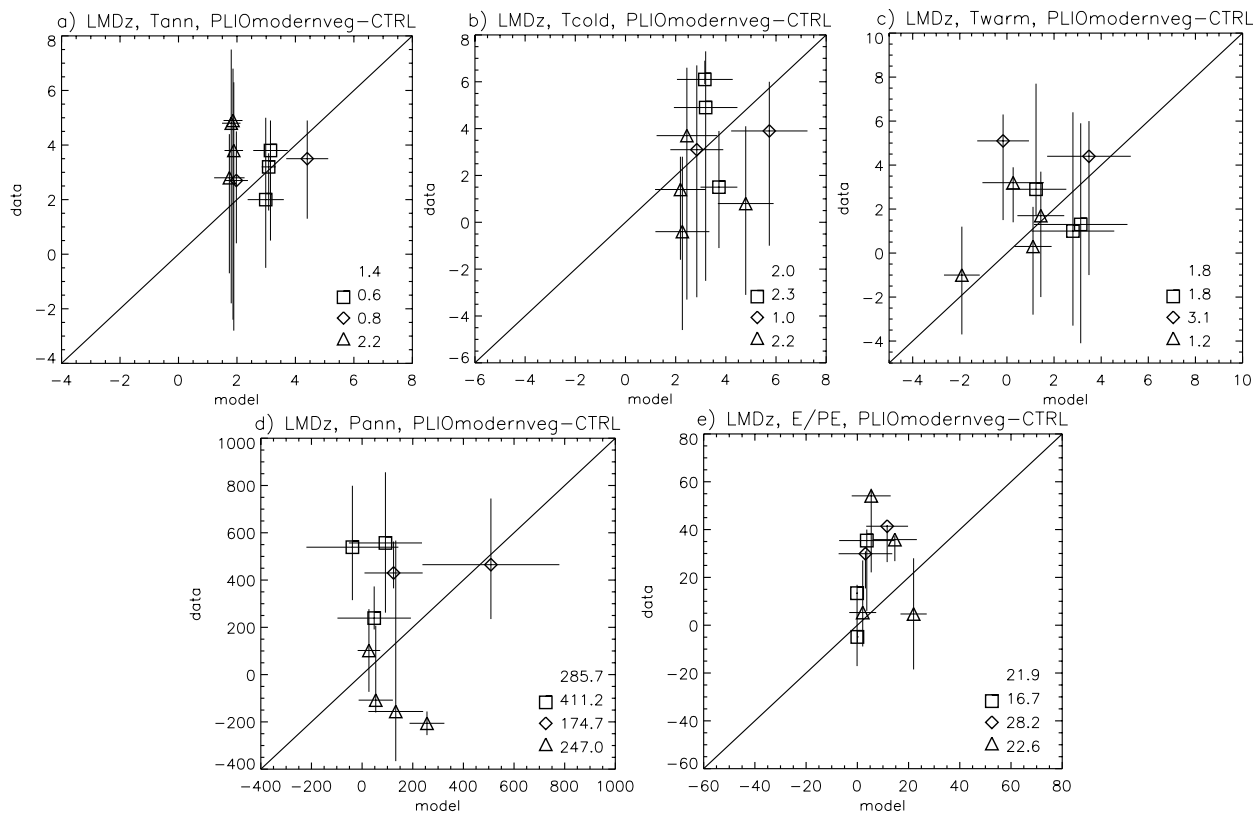 a) LMDz, Tann, PLIOmodernveg-CTRL
8
6
4
2
0
-2
-4
data
1.4
0.6
0.8
2.2
-4 -2 0 2 4 6 8
model
b) LMDz, Tcold, PLIOmodernveg-CTRL
8
6
4
2
0
-2
-4
-6
data
2.0
2.3
1.0
2.2
-6 -4 -2 0 2 4 6 8
model
c) LMDz, Twarm, PLIOmodernveg-CTRL
10
8
6
4
2
0
-2
-4
data
1.8
1.8
3.1
1.2
-4 -2 0 2 4 6 8 10
model
d) LMDz, Pann, PLIOmodernveg-CTRL
1000
800
600
400
200
0
-200
-400
data
285.7
411.2
174.7
247.0
-400 -200 0 200 400 600 800 1000
model
e) LMDz, E/PE, PLIOmodernveg-CTRL
80
60
40
20
0
-20
-40
-60
data
21.9
16.7
28.2
22.6
-60 -40 -20 0 20 40 60 80
model